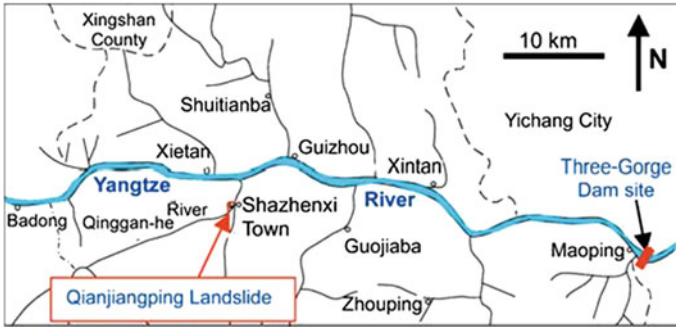 Xingshan
County
10 km
N
Shuitianba
Yichang City
Guizhou
Xietan
Xintan
Three-Gorge
Dam site
Yangtze
River
Badong
Qinggan-he
River
Shazhenxi
Town
Guojiaba
Maoping
Qianjiangping Landslide
Zhouping